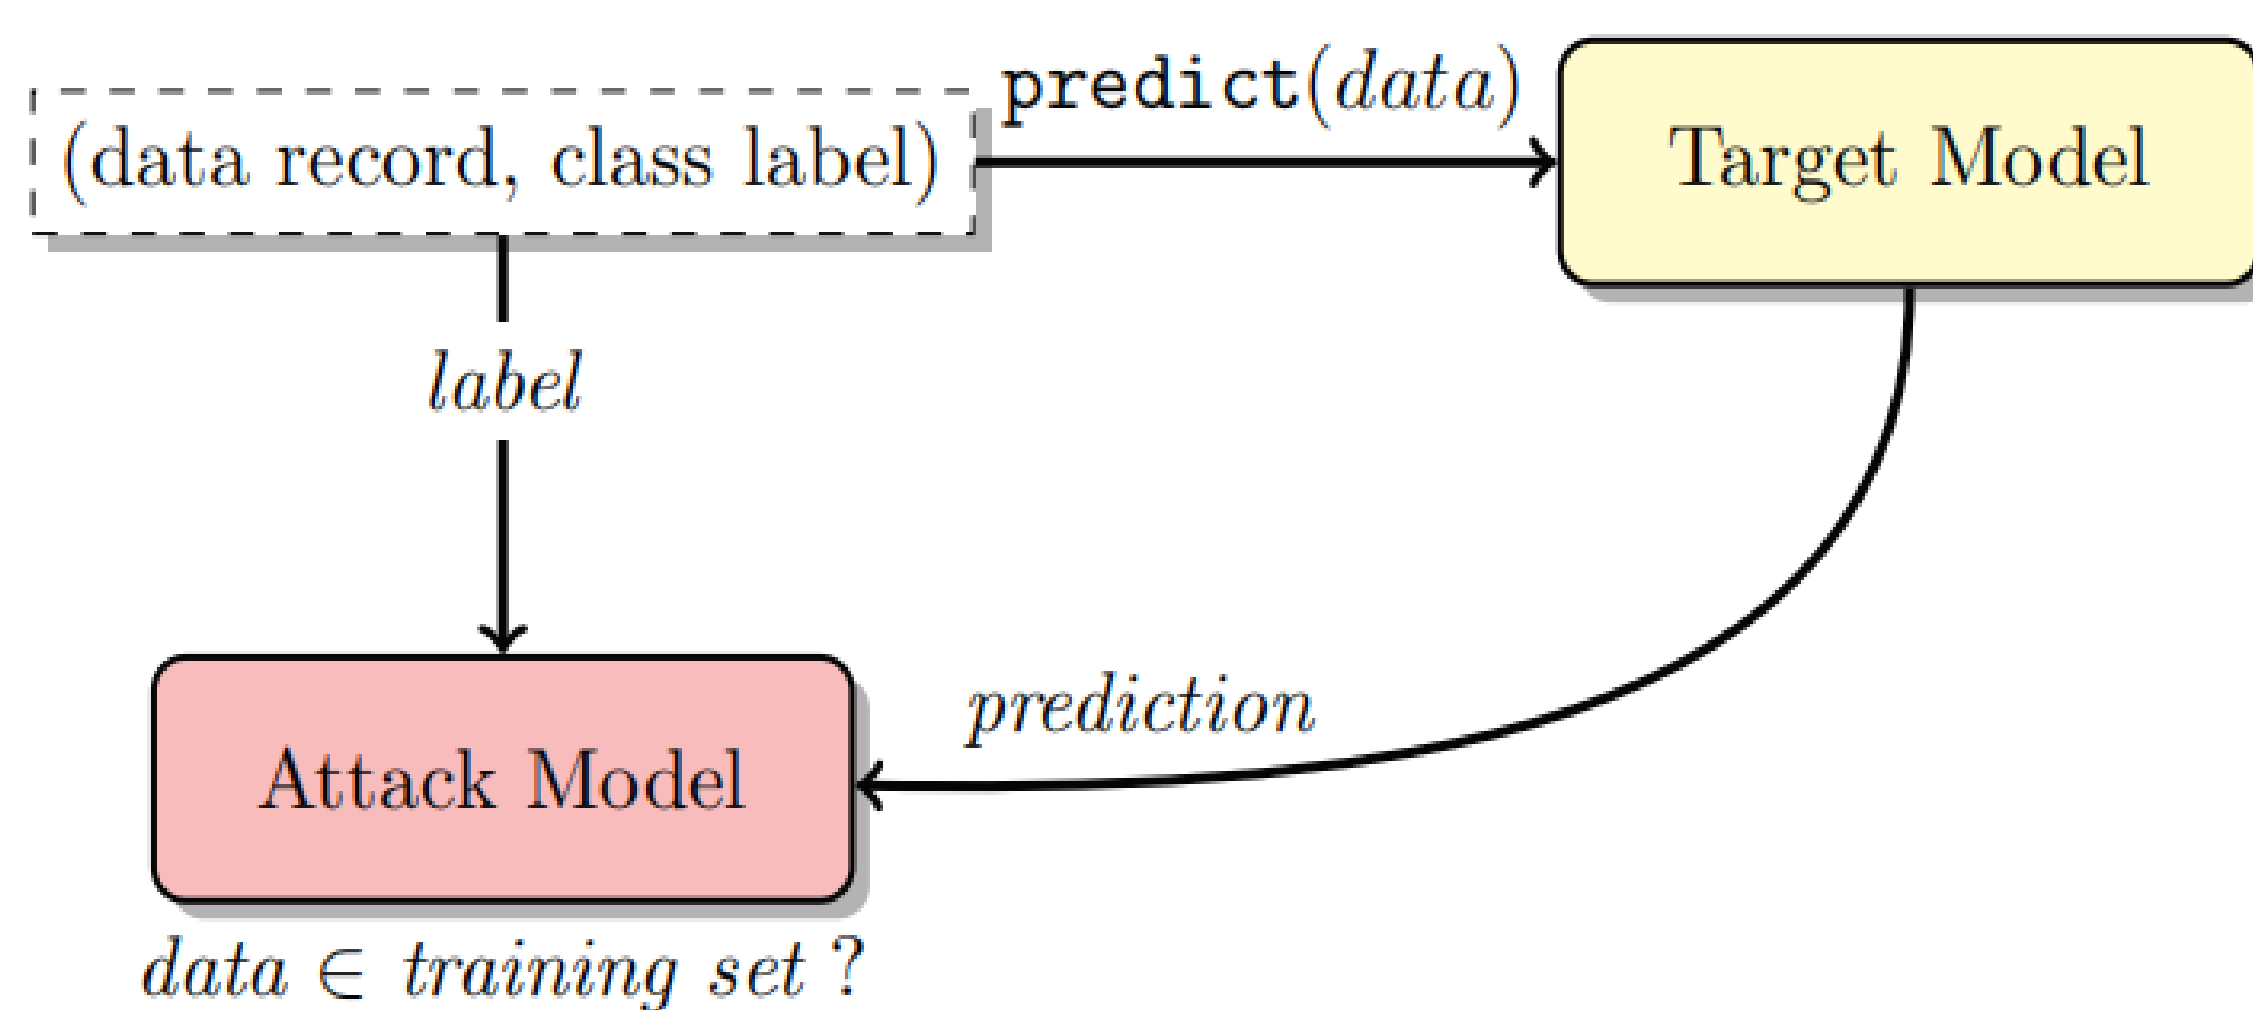 predict(data)
(data record, class label)
Target Model
label
prediction
Attack Model
data ∈ training set ?